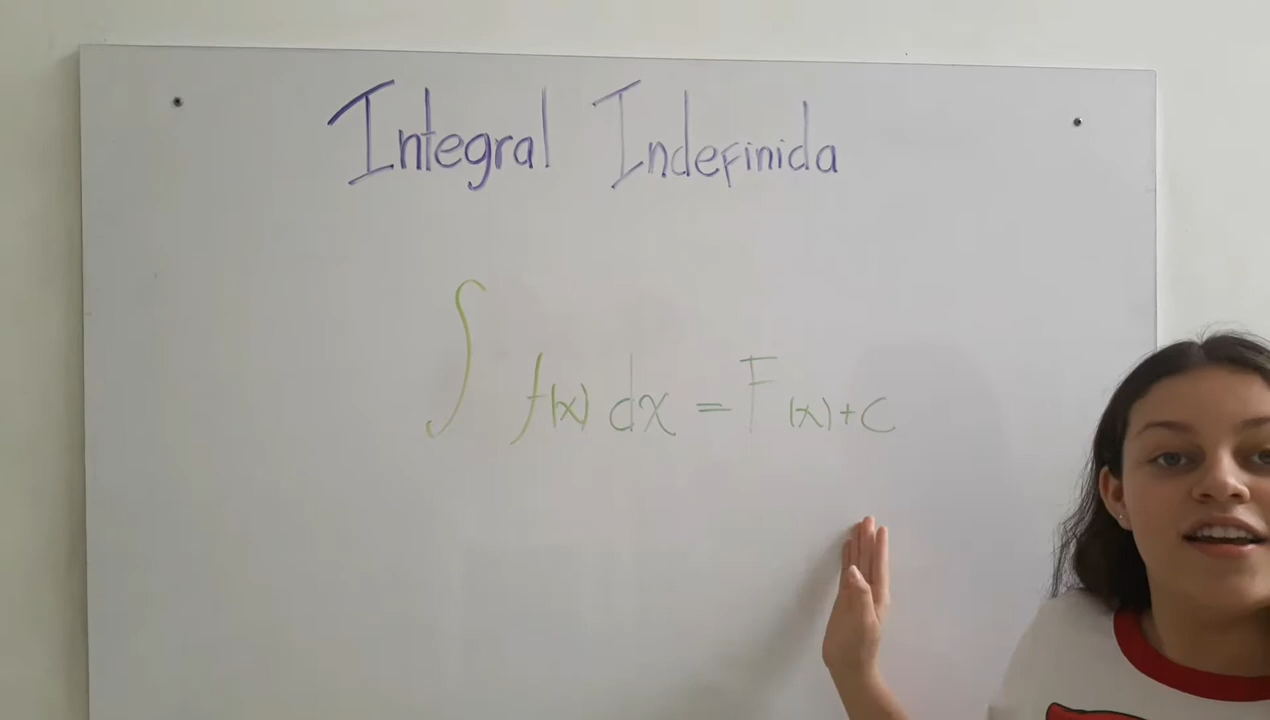 Integral Indefinida
∫ f(x) dx = F(x) + C